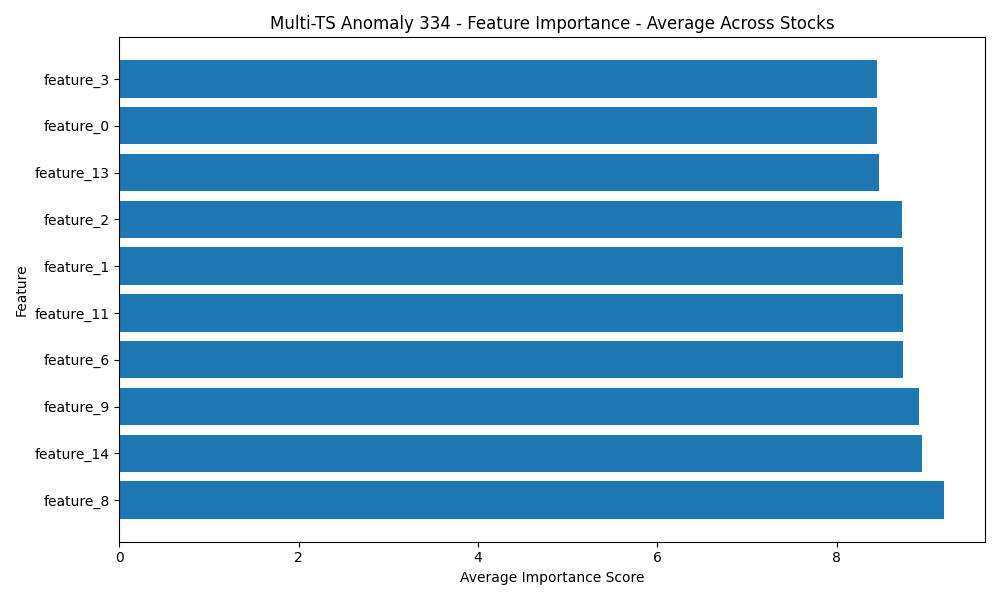 Multi-TS Anomaly 334 - Feature Importance - Average Across Stocks
Feature
feature_3
feature_0
feature_13
feature_2
feature_1
feature_11
feature_6
feature_9
feature_14
feature_8
0 2 4 6 8
Average Importance Score